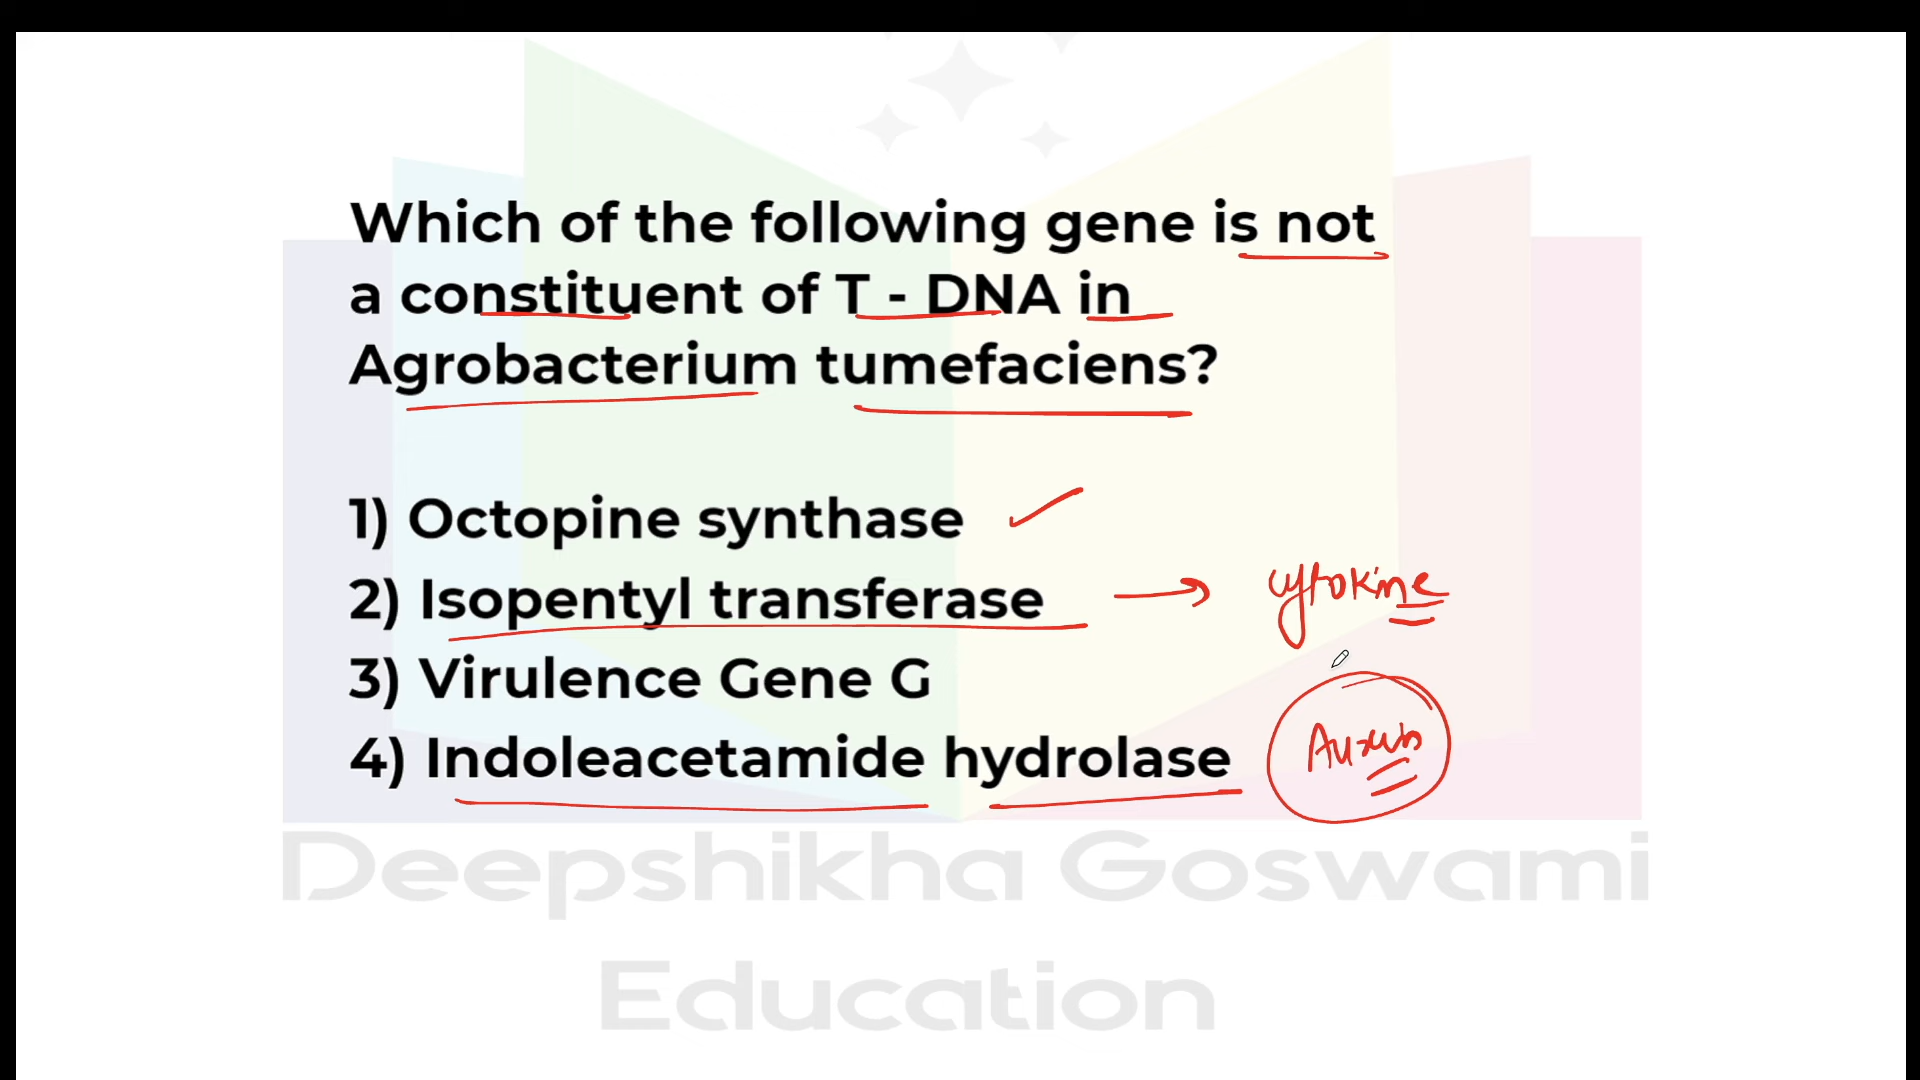 Which of the following gene is not
a constituent of T - DNA in
Agrobacterium tumefaciens?
1) Octopine synthase
2) Isopentyl transferase → cytokine
3) Virulence Gene G
4) Indoleacetamide hydrolase Auxin
Deepshikha Goswami
Education